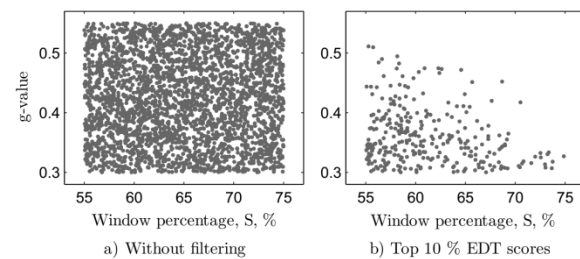 g-value
0.5
0.4
0.3
55 60 65 70 75
Window percentage, S, %
a) Without filtering
0.5
0.4
0.3
55 60 65 70 75
Window percentage, S, %
b) Top 10 % EDT scores